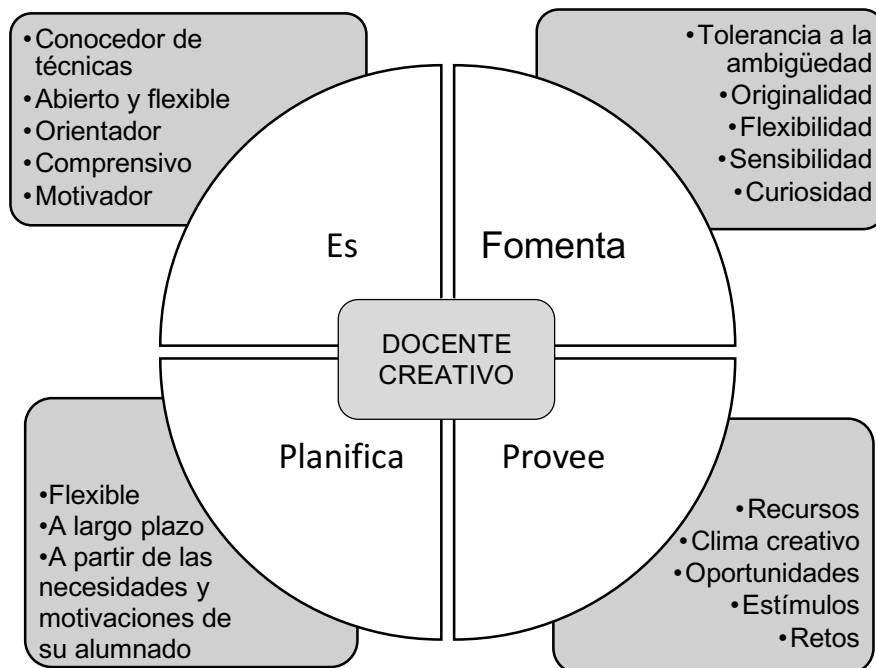 •Conocedor de
técnicas
•Abierto y flexible
•Orientador
•Comprensivo
•Motivador
•Tolerancia a la
ambigüedad
•Originalidad
•Flexibilidad
•Sensibilidad
•Curiosidad
Es
Fomenta
DOCENTE
CREATIVO
Planifica
Provee
•Flexible
•A largo plazo
•A partir de las
necesidades y
motivaciones de
su alumnado
•Recursos
•Clima creativo
•Oportunidades
•Estímulos
•Retos